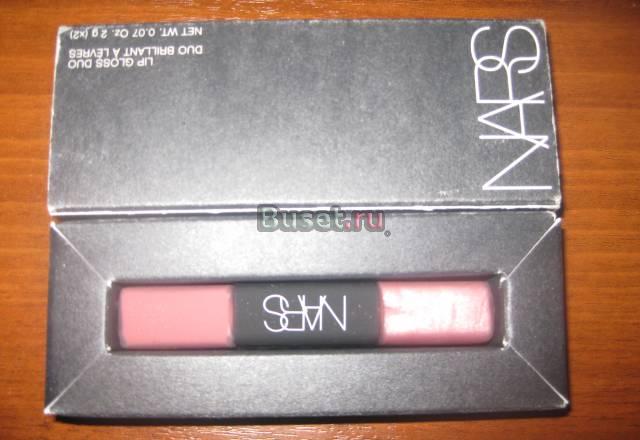 LIP GLOSS DUO
DUO BRILLANT À LÈVRES
NET WT. 0.07 Oz. 2 g (x2)
NARS
Buset.ru
NARS